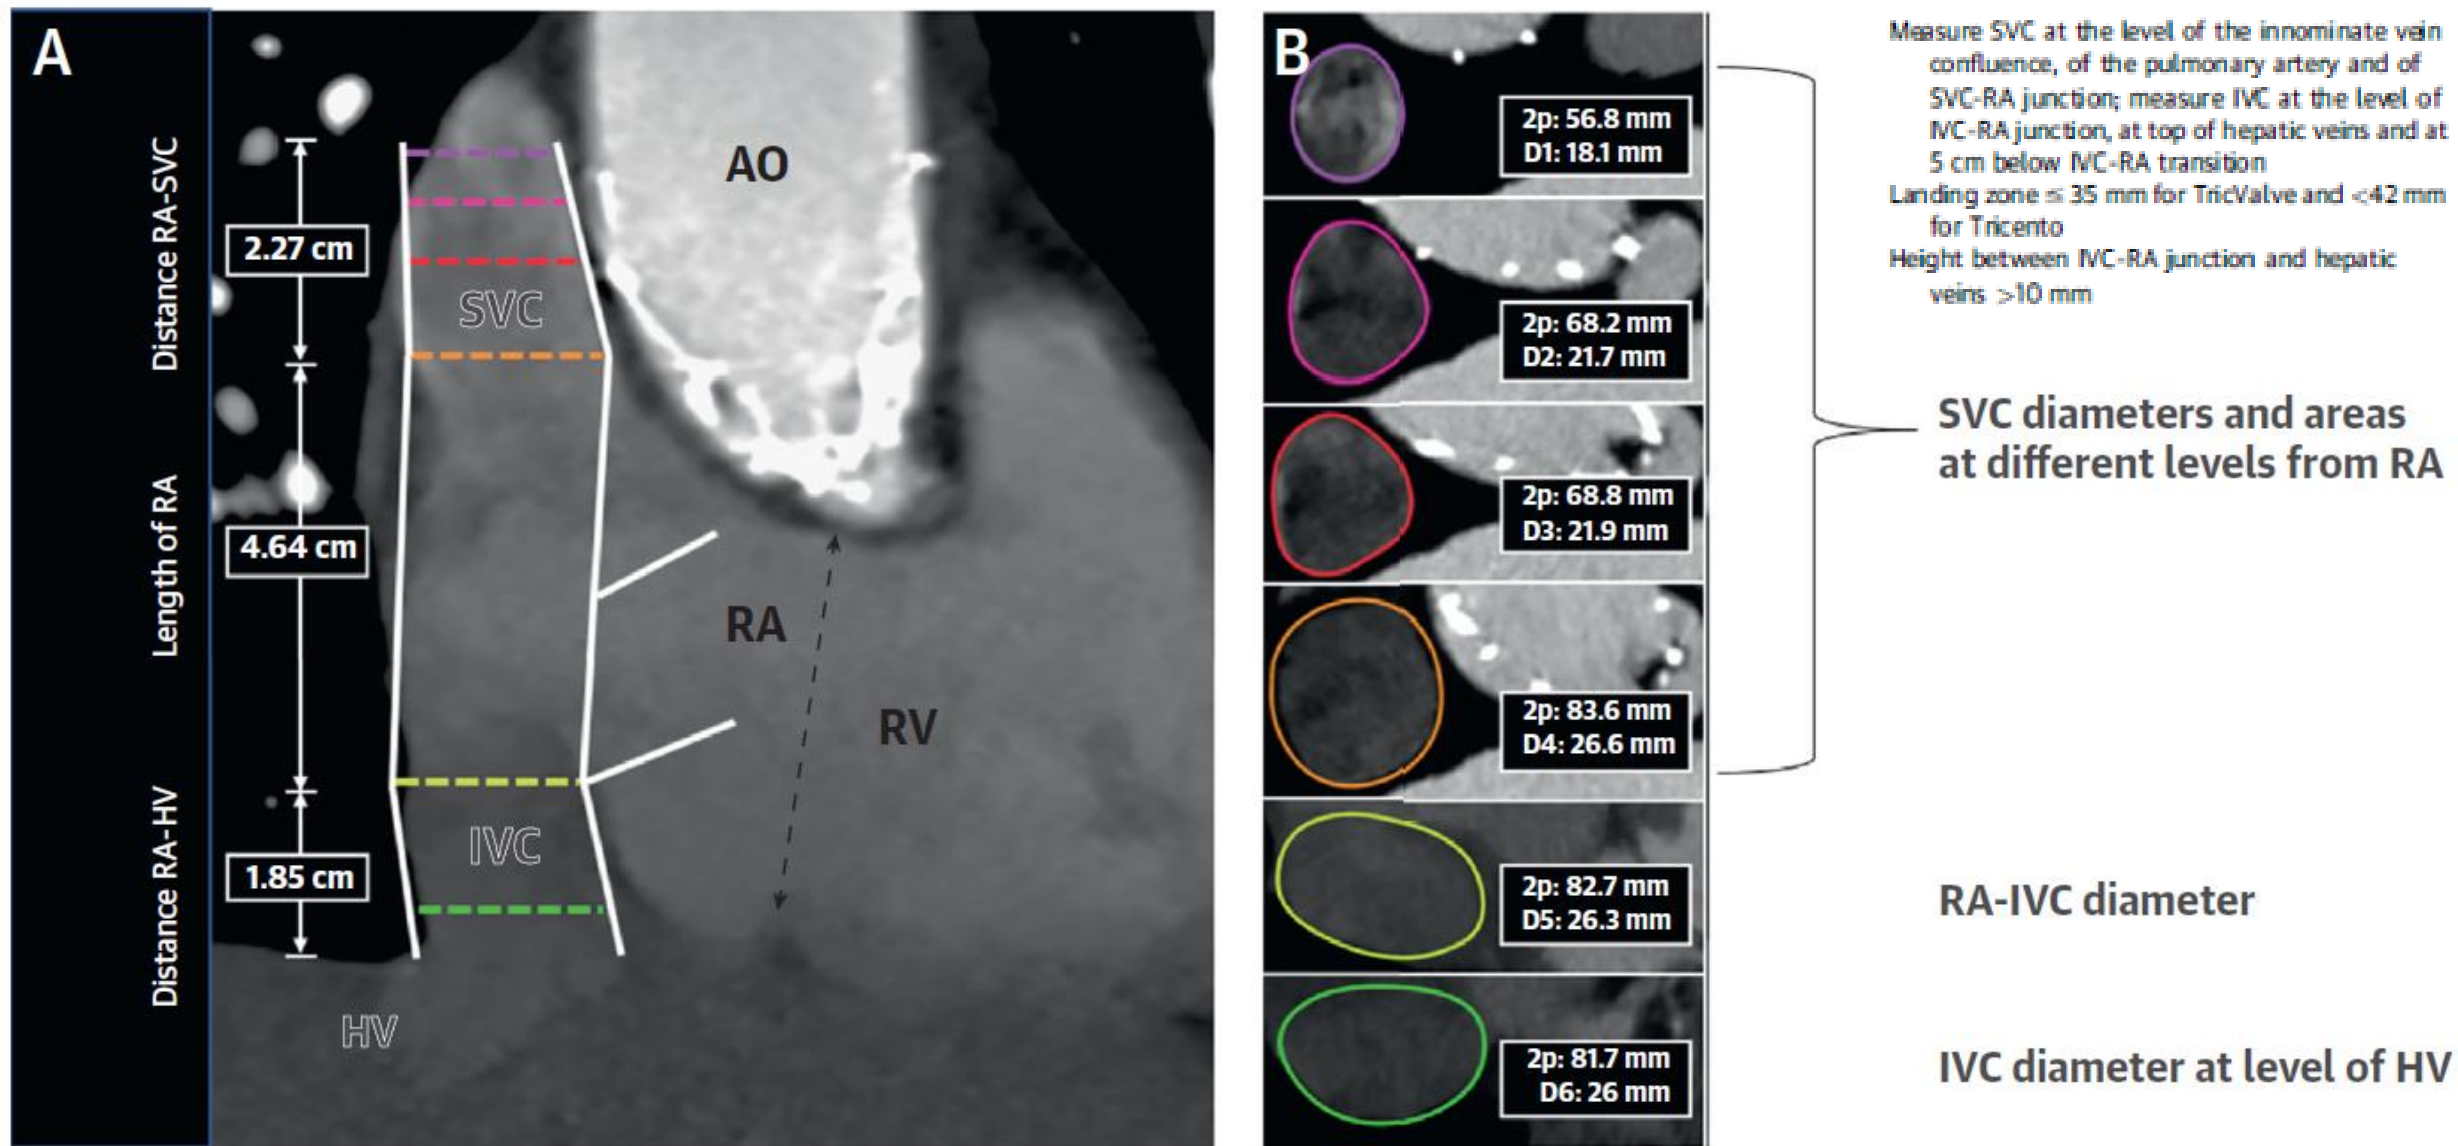 A
Distance RA-SVC
2.27 cm
Length of RA
4.64 cm
Distance RA-HV
1.85 cm
AO
SVC
RA
RV
IVC
HV
B
2p: 56.8 mm
D1: 18.1 mm
2p: 68.2 mm
D2: 21.7 mm
2p: 68.8 mm
D3: 21.9 mm
2p: 83.6 mm
D4: 26.6 mm
2p: 82.7 mm
D5: 26.3 mm
2p: 81.7 mm
D6: 26 mm
Measure SVC at the level of the innominate vein
confluence, of the pulmonary artery and of
SVC-RA junction; measure IVC at the level of
IVC-RA junction, at top of hepatic veins and at
5 cm below IVC-RA transition
Landing zone ≤ 35 mm for TricValve and <42 mm
for Tricento
Height between IVC-RA junction and hepatic
veins >10 mm
SVC diameters and areas
at different levels from RA
RA-IVC diameter
IVC diameter at level of HV